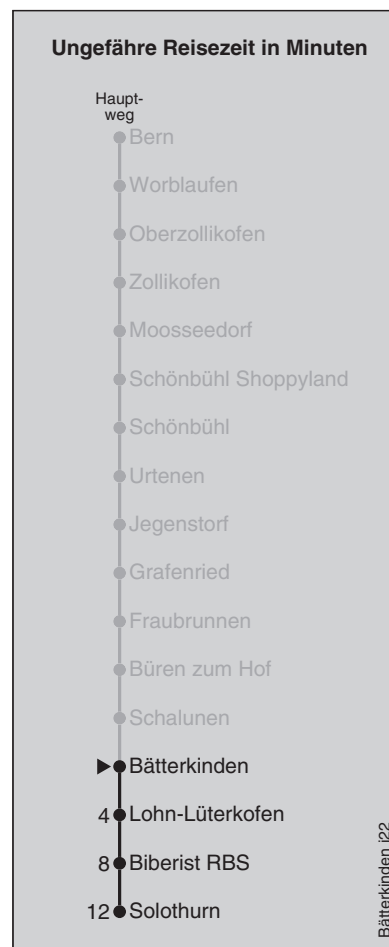 Ungefähre Reisezeit in Minuten
Haupt-
weg
Bern
Worblaufen
Oberzollikofen
Zollikofen
Moosseedorf
Schönbühl Shoppyland
Schönbühl
Urtenen
Jegenstorf
Grafenried
Fraubrunnen
Büren zum Hof
Schalunen
Bätterkinden
4 Lohn-Lüterkofen
8 Biberist RBS
12 Solothurn
Bätterkinden j22